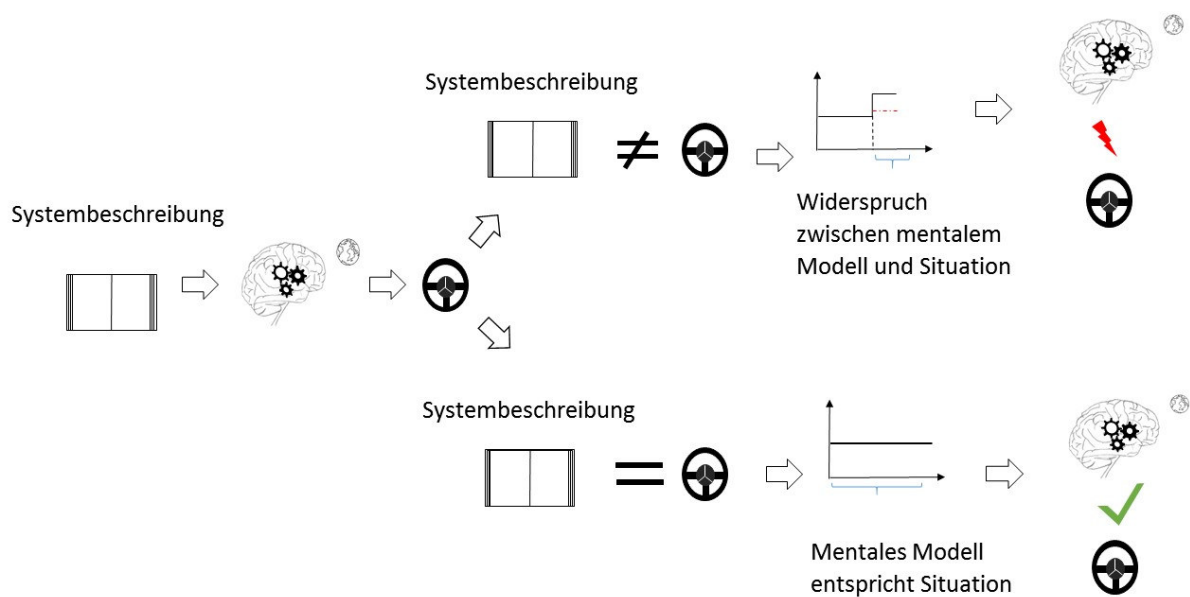 Systembeschreibung
Systembeschreibung
Widerspruch
zwischen mentalem
Modell und Situation
Systembeschreibung
Mentales Modell
entspricht Situation